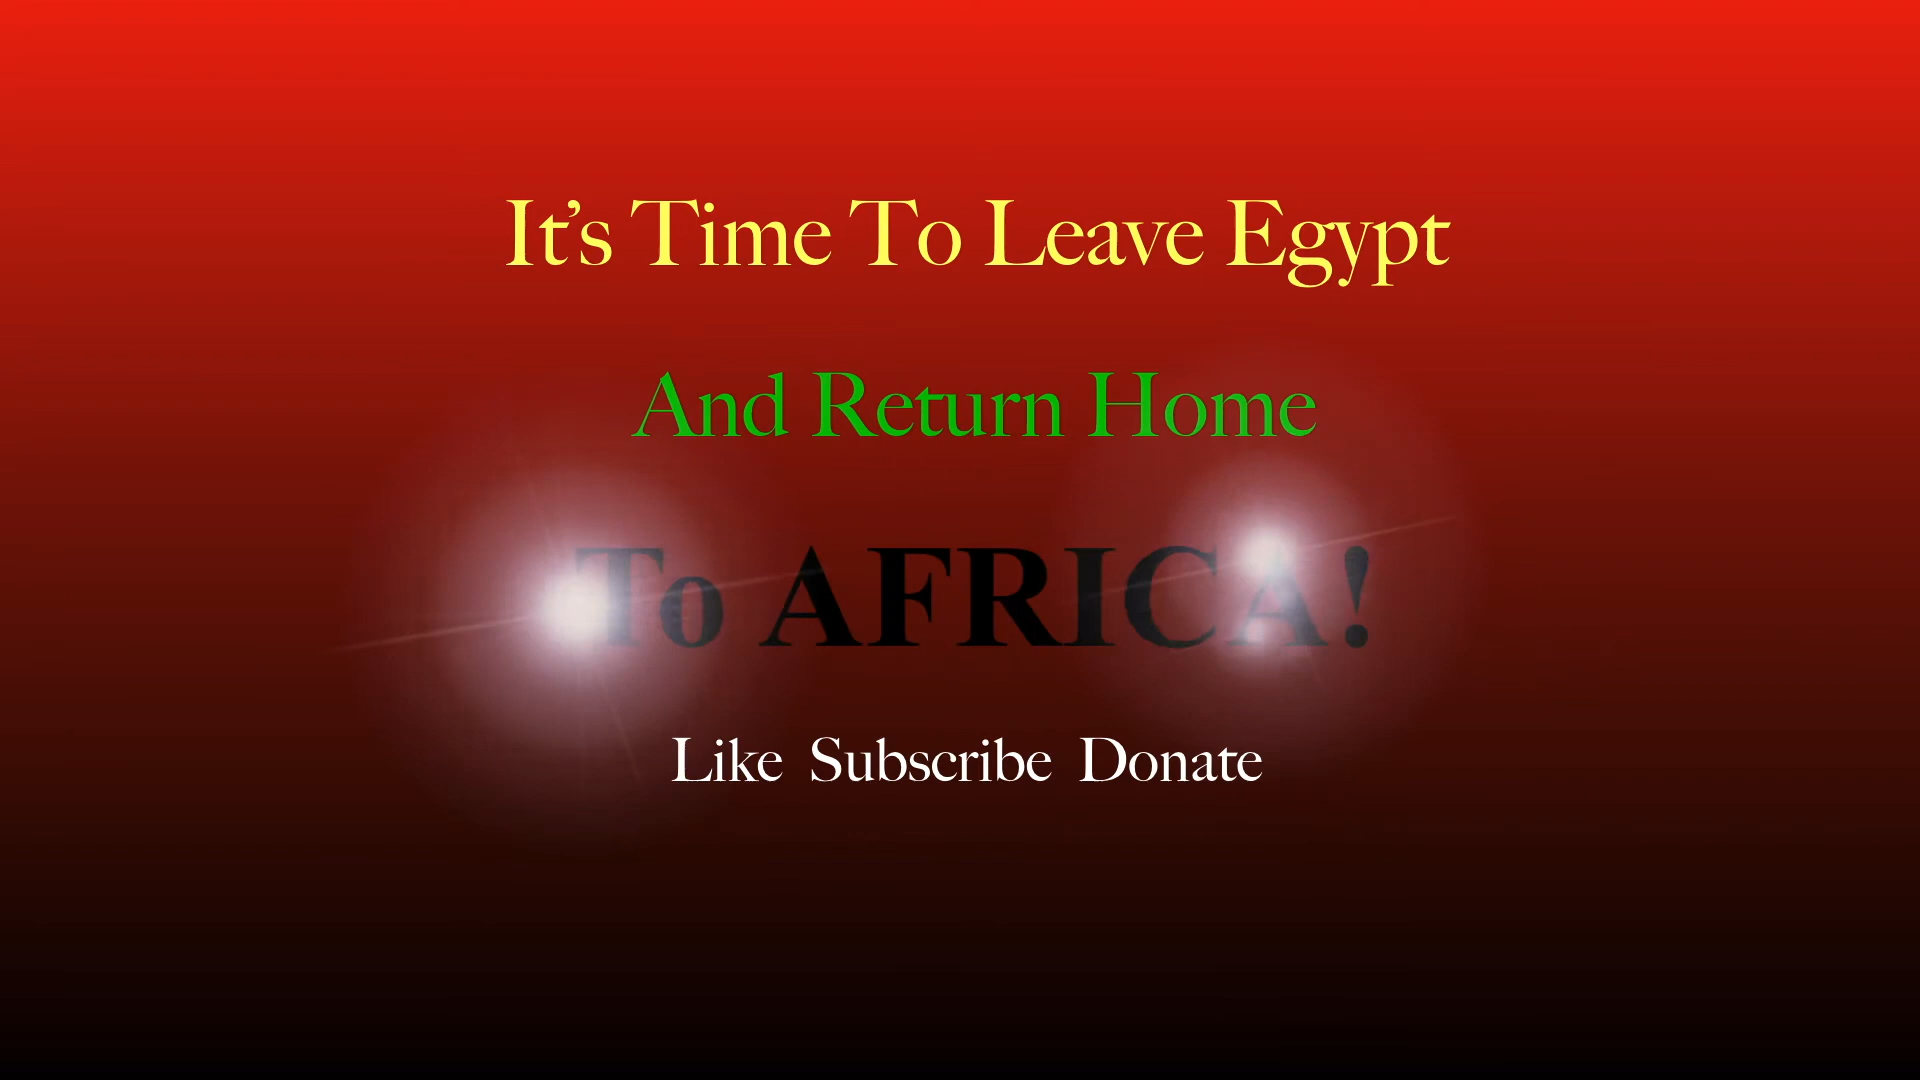 It's Time To Leave Egypt
And Return Home
To AFRICA!
Like Subscribe Donate